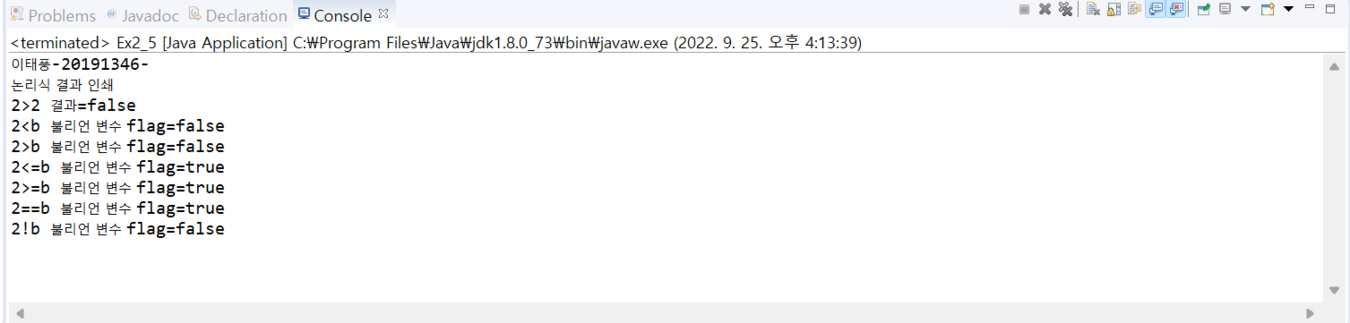 Problems @ Javadoc Declaration Console
<terminated> Ex2_5 [Java Application] C:₩Program Files₩Java₩jdk1.8.0_73₩bin₩javaw.exe (2022. 9. 25. 오후 4:13:39)
이태풍-20191346-
논리식 결과 인쇄
2>2 결과=false
2<b 불리언 변수 flag=false
2>b 불리언 변수 flag=false
2<=b 불리언 변수 flag=true
2>=b 불리언 변수 flag=true
2==b 불리언 변수 flag=true
2!b 불리언 변수 flag=false